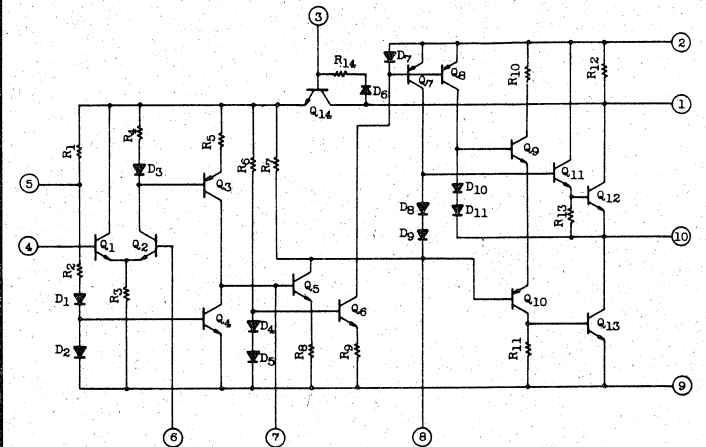 3
2
D7
R14
Q7
Q8
R10
R12
D6
1
Q14
R1
R4
R5
R6
R7
D3
Q9
5
Q3
Q11
D10
Q12
D8
D11
R13
4
Q1
Q2
D9
10
R2
R3
D1
Q5
Q6
Q10
Q4
D4
Q13
D2
D5
R8
R9
R11
9
6
7
8